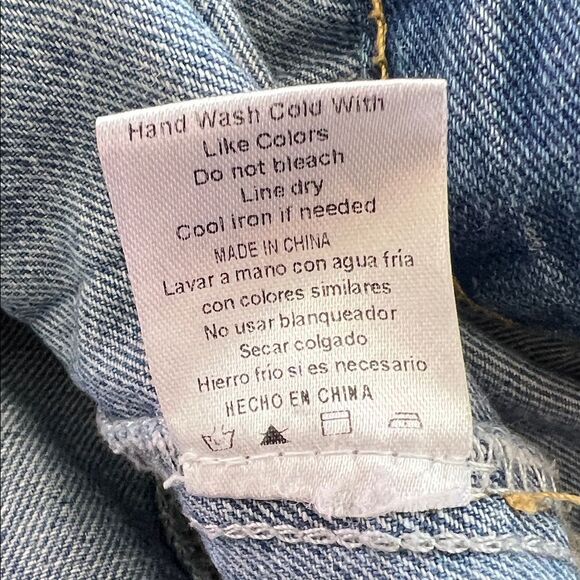 Hand Wash Cold With
Like Colors
Do not bleach
Line dry
Cool iron if needed
MADE IN CHINA
Lavar a mano con agua fría
con colores similares
No usar blanqueador
Secar colgado
Hierro frio si es necesario
HECHO EN CHINA